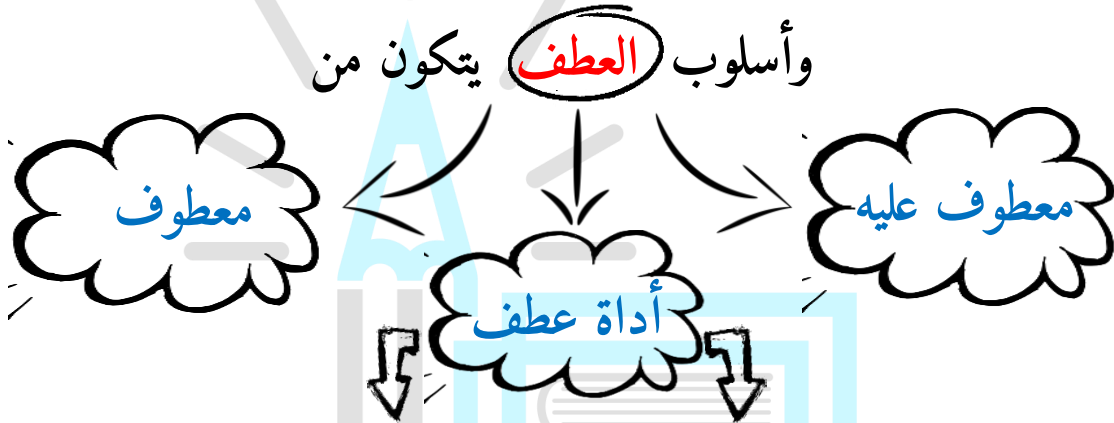 وأسلوب العطف يتكون من
معطوف عليه
أداة عطف
معطوف